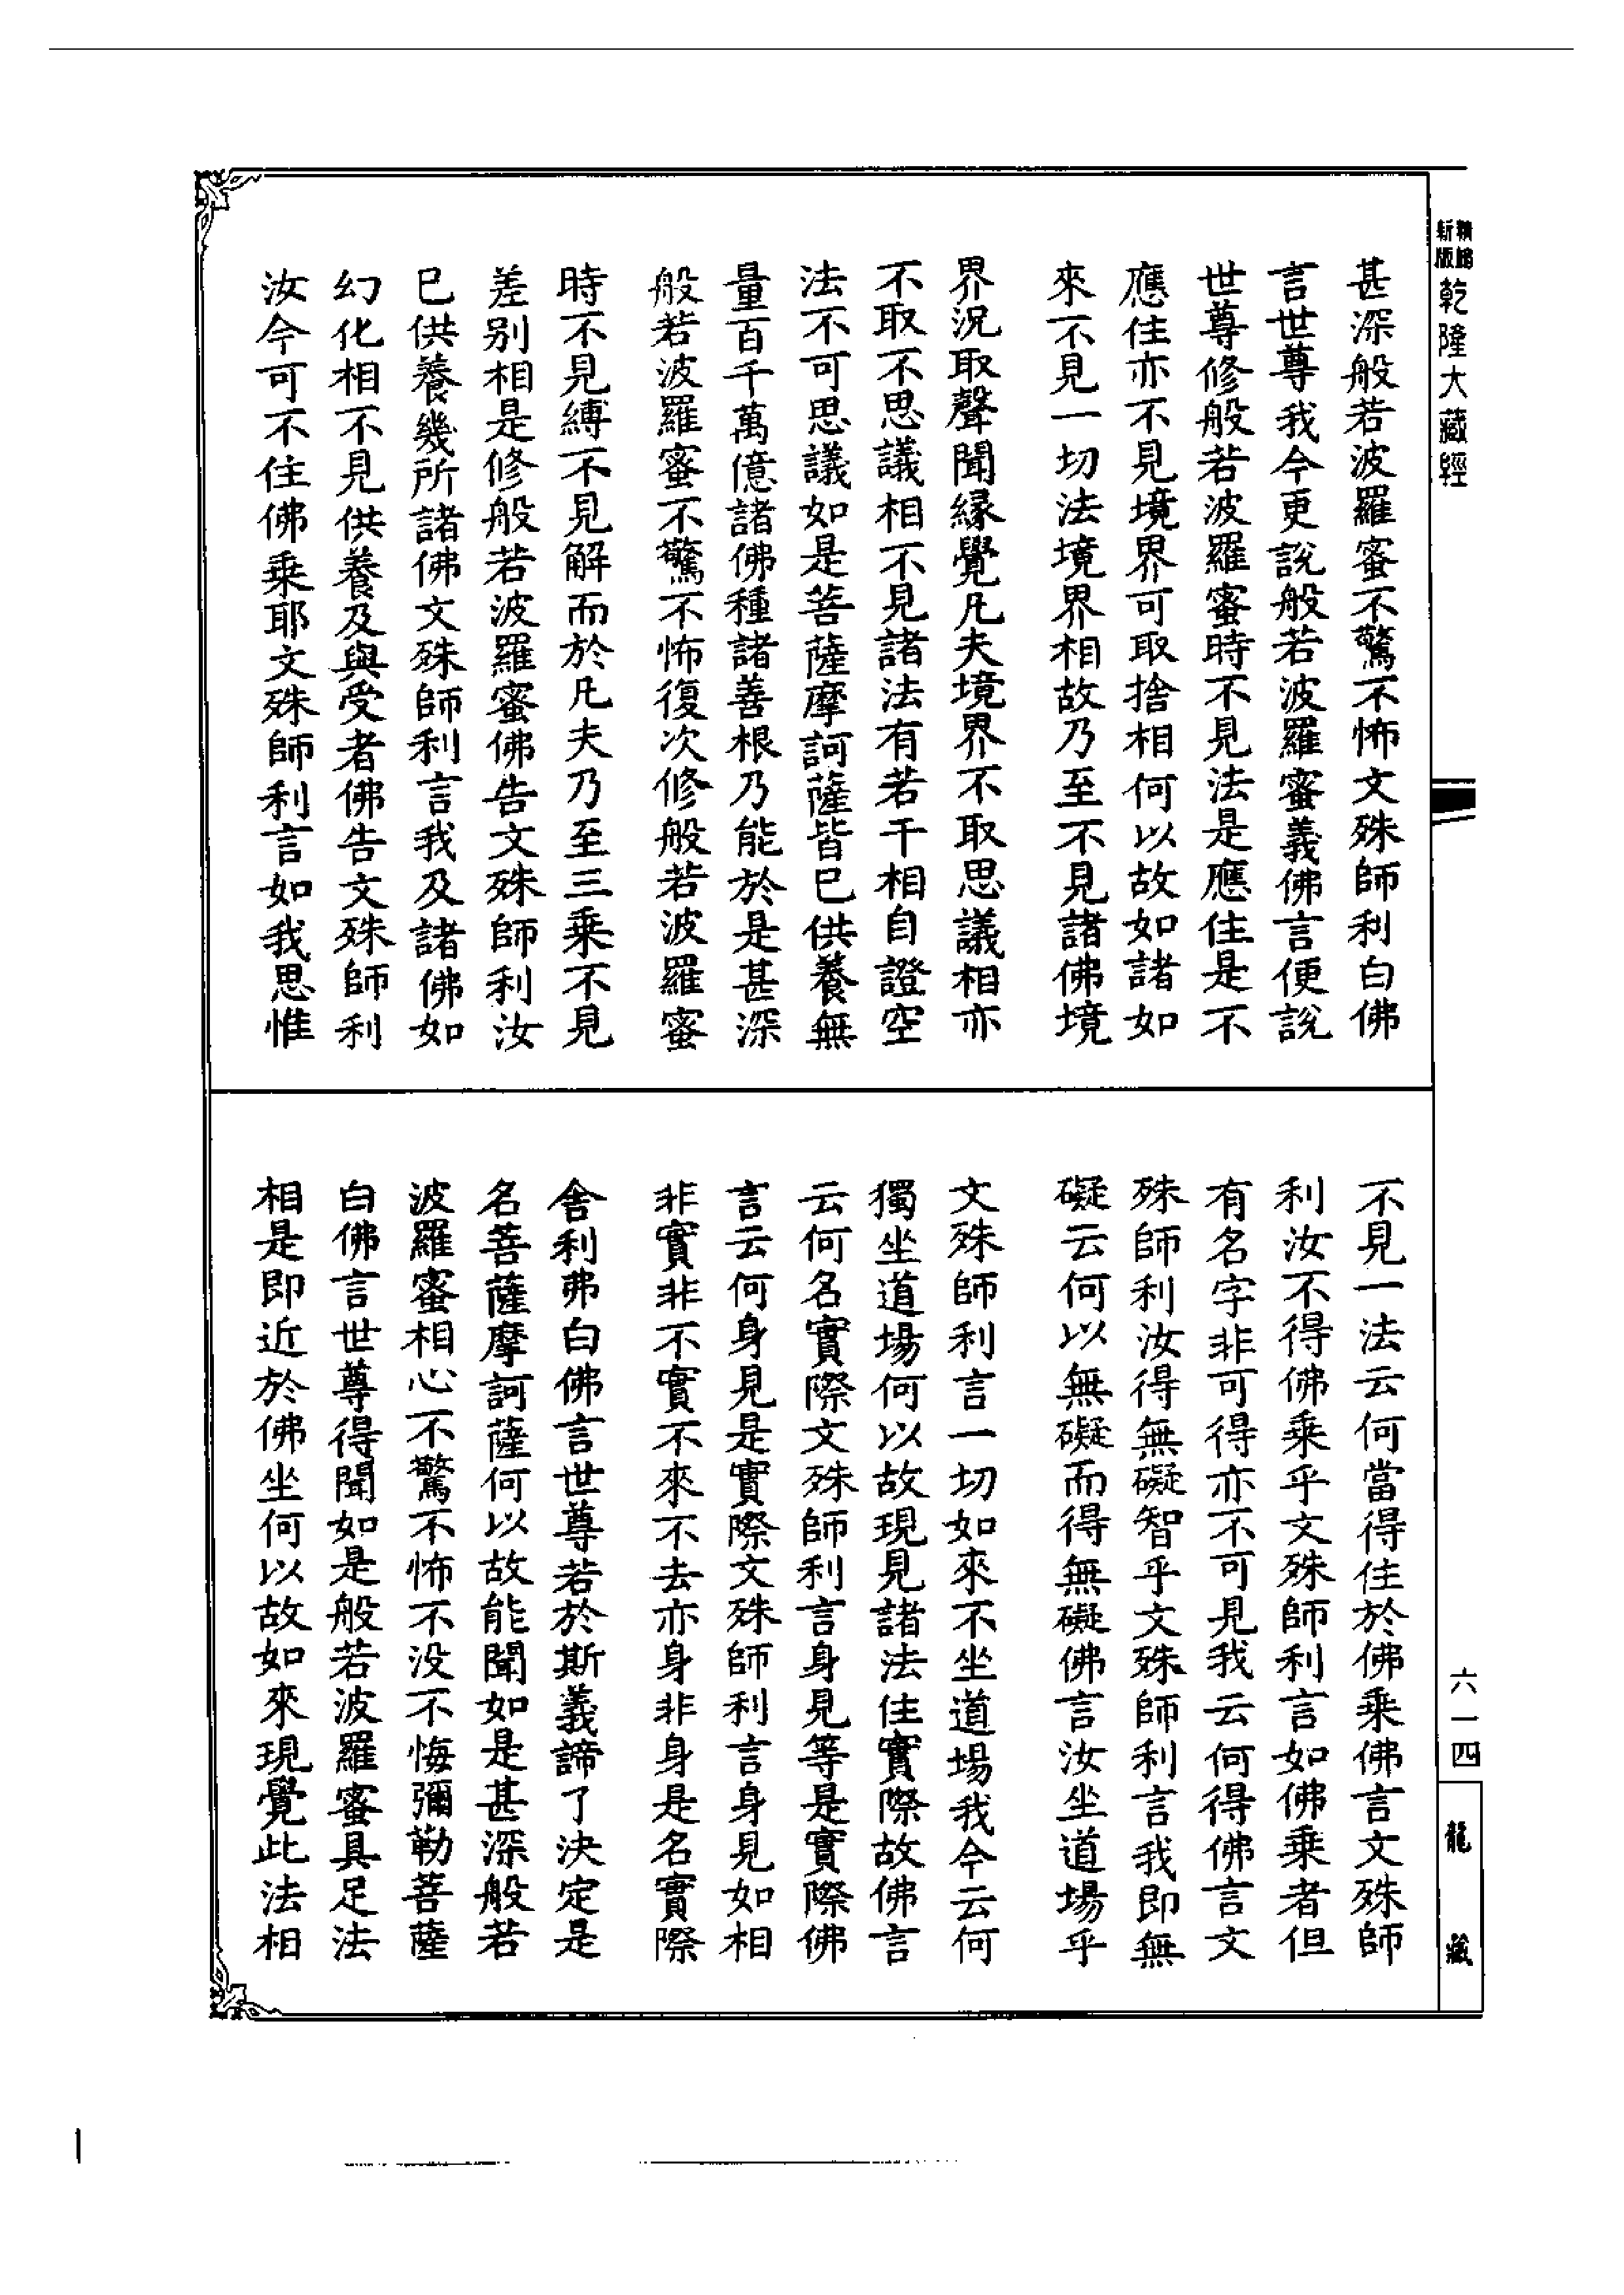 新版
乾隆大藏經
甚深般若波羅蜜不驚不怖文殊師利白佛
言世尊我今更說般若波羅蜜義佛言便說
世尊修般若波羅蜜時不見法是應住是不
應住亦不見境界可取捨相何以故如諸如
來不見一切法境界相故乃至不見諸佛境
界況取聲聞緣覺凡夫境界不取思議相亦
不取不思議相不見諸法有若干相自證空
法不可思議如是菩薩摩訶薩皆已供養無
量百千萬億諸佛種諸善根乃能於是甚深
般若波羅蜜不驚不怖復次修般若波羅蜜
時不見縛不見解而於凡夫乃至三乘不見
差別相是修般若波羅蜜佛告文殊師利汝
已供養幾所諸佛文殊師利言我及諸佛如
幻化相不見供養及與受者佛告文殊師利
汝今可不住佛乘耶文殊師利言如我思惟
不見一法云何當得住於佛乘佛言文殊師
利汝不得佛乘乎文殊師利言如佛乘者但
有名字非可得亦不可見我云何得佛言文
殊師利汝得無礙智乎文殊師利言我即無
礙云何以無礙而得無礙佛言汝坐道場乎
文殊師利言一切如來不坐道場我今云何
獨坐道場何以故現見諸法住實際故佛言
云何名實際文殊師利言身見等是實際佛
言云何身見是實際文殊師利言身見如相
非實非不實不來不去亦身非身是名實際
舍利弗白佛言世尊若於斯義諦了決定是
名菩薩摩訶薩何以故能聞如是甚深般若
波羅蜜相心不驚不怖不沒不悔彌勒菩薩
白佛言世尊得聞如是般若波羅蜜具足法
相是即近於佛坐何以故如來現覺此法相
六一四
龍藏